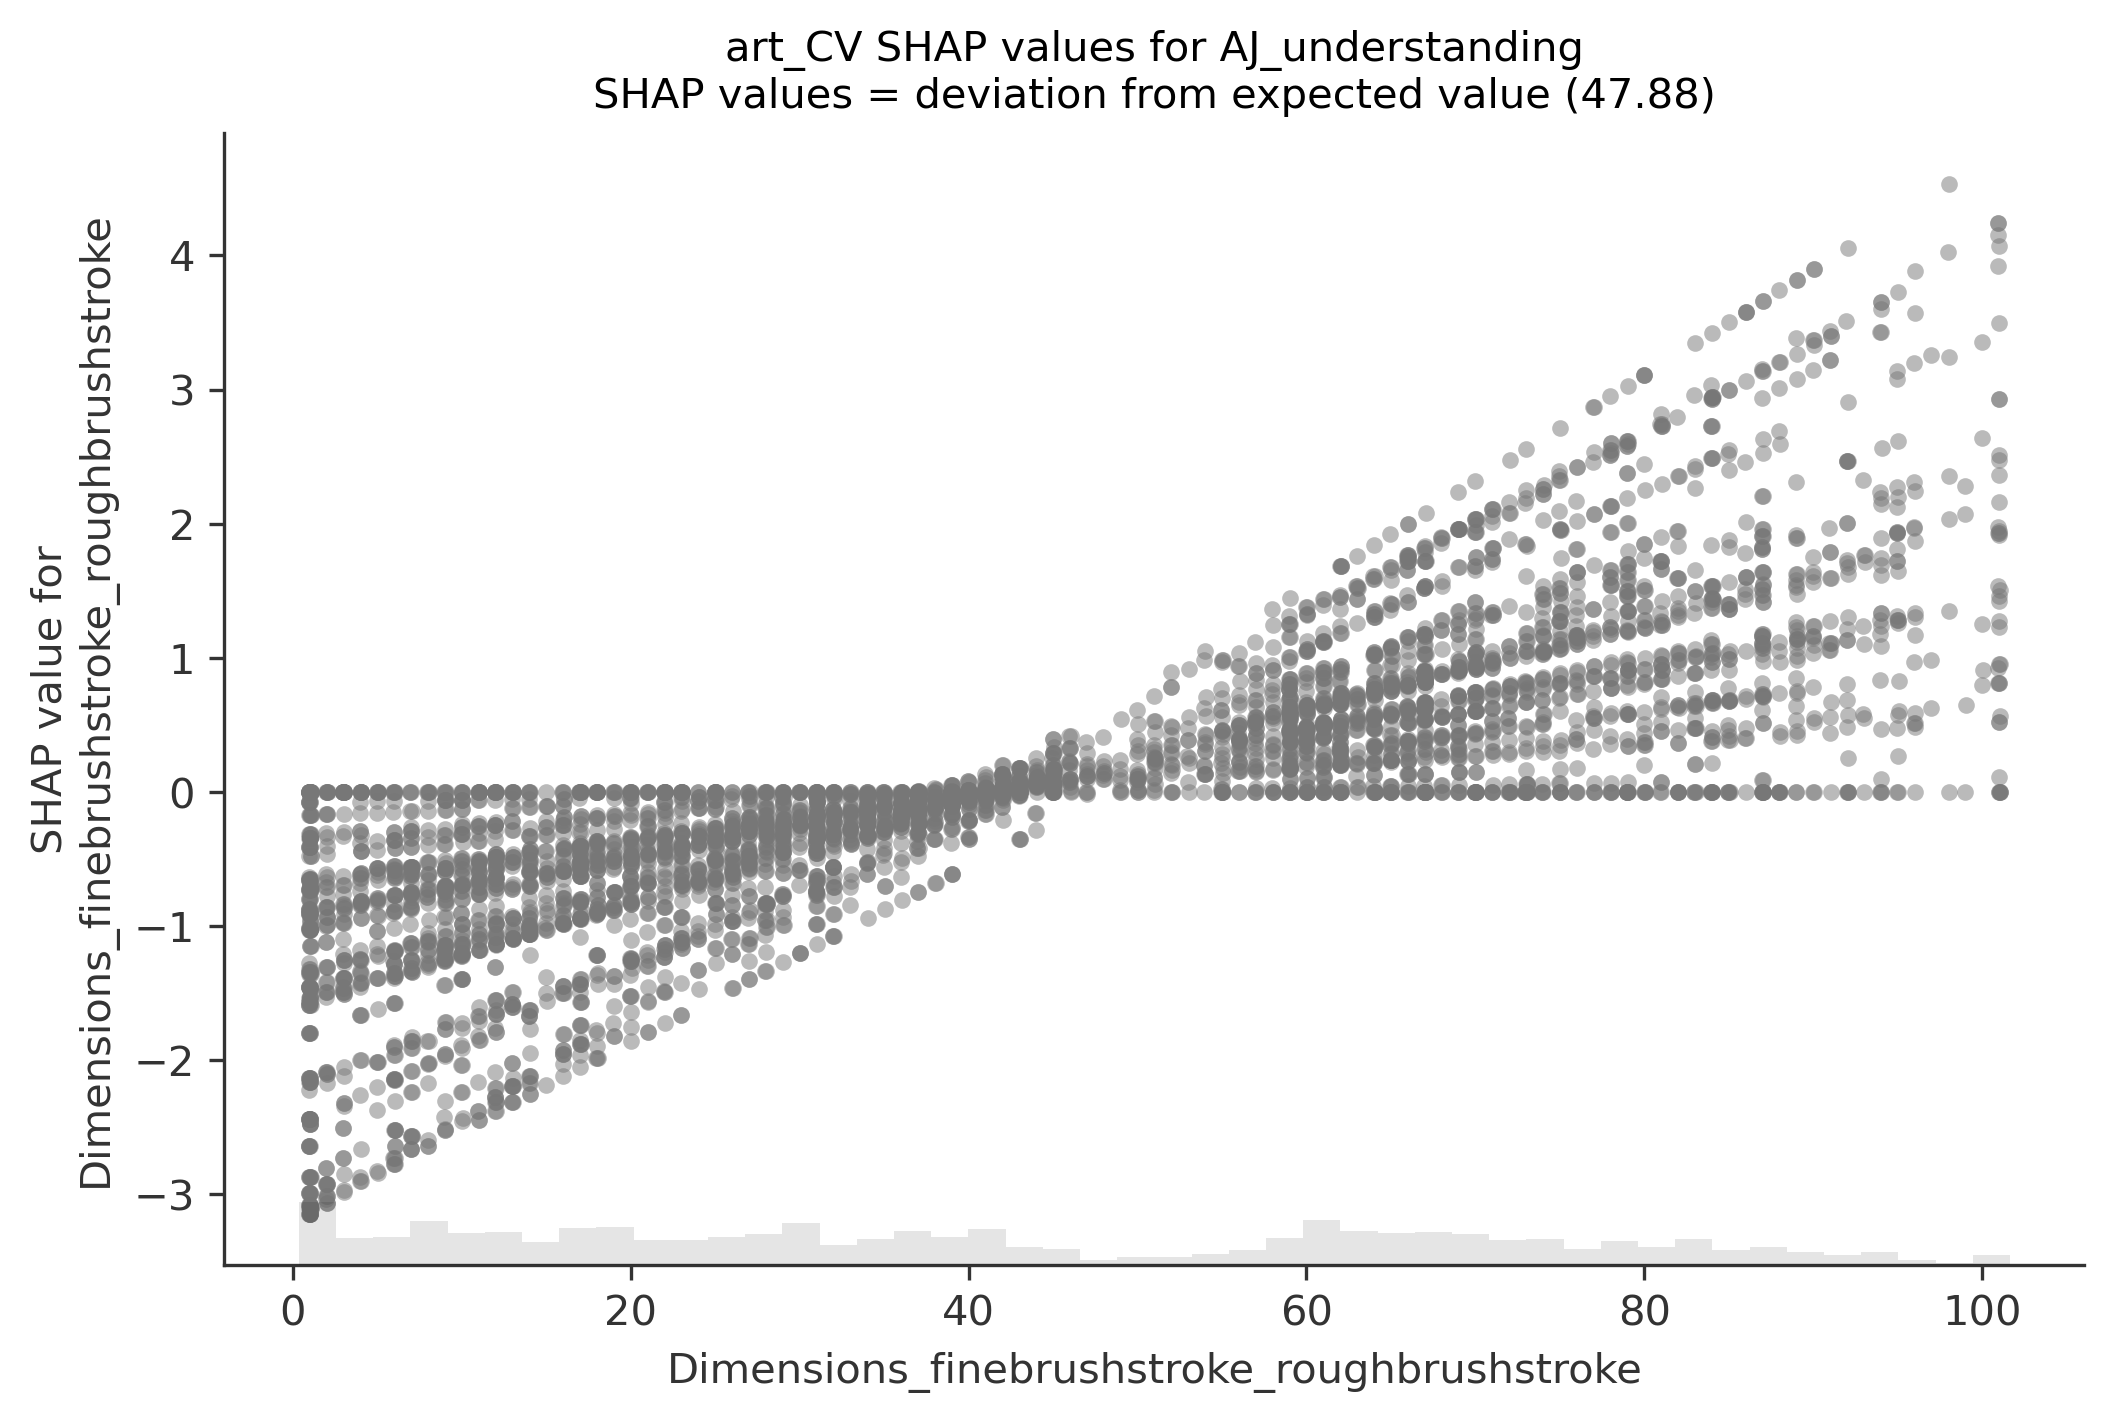 art_CV SHAP values for AJ_understanding
SHAP values = deviation from expected value (47.88)
SHAP value for
Dimensions_finebrushstroke_roughbrushstroke
4
3
2
1
0
−1
−2
−3
0
20
40
60
80
100
Dimensions_finebrushstroke_roughbrushstroke